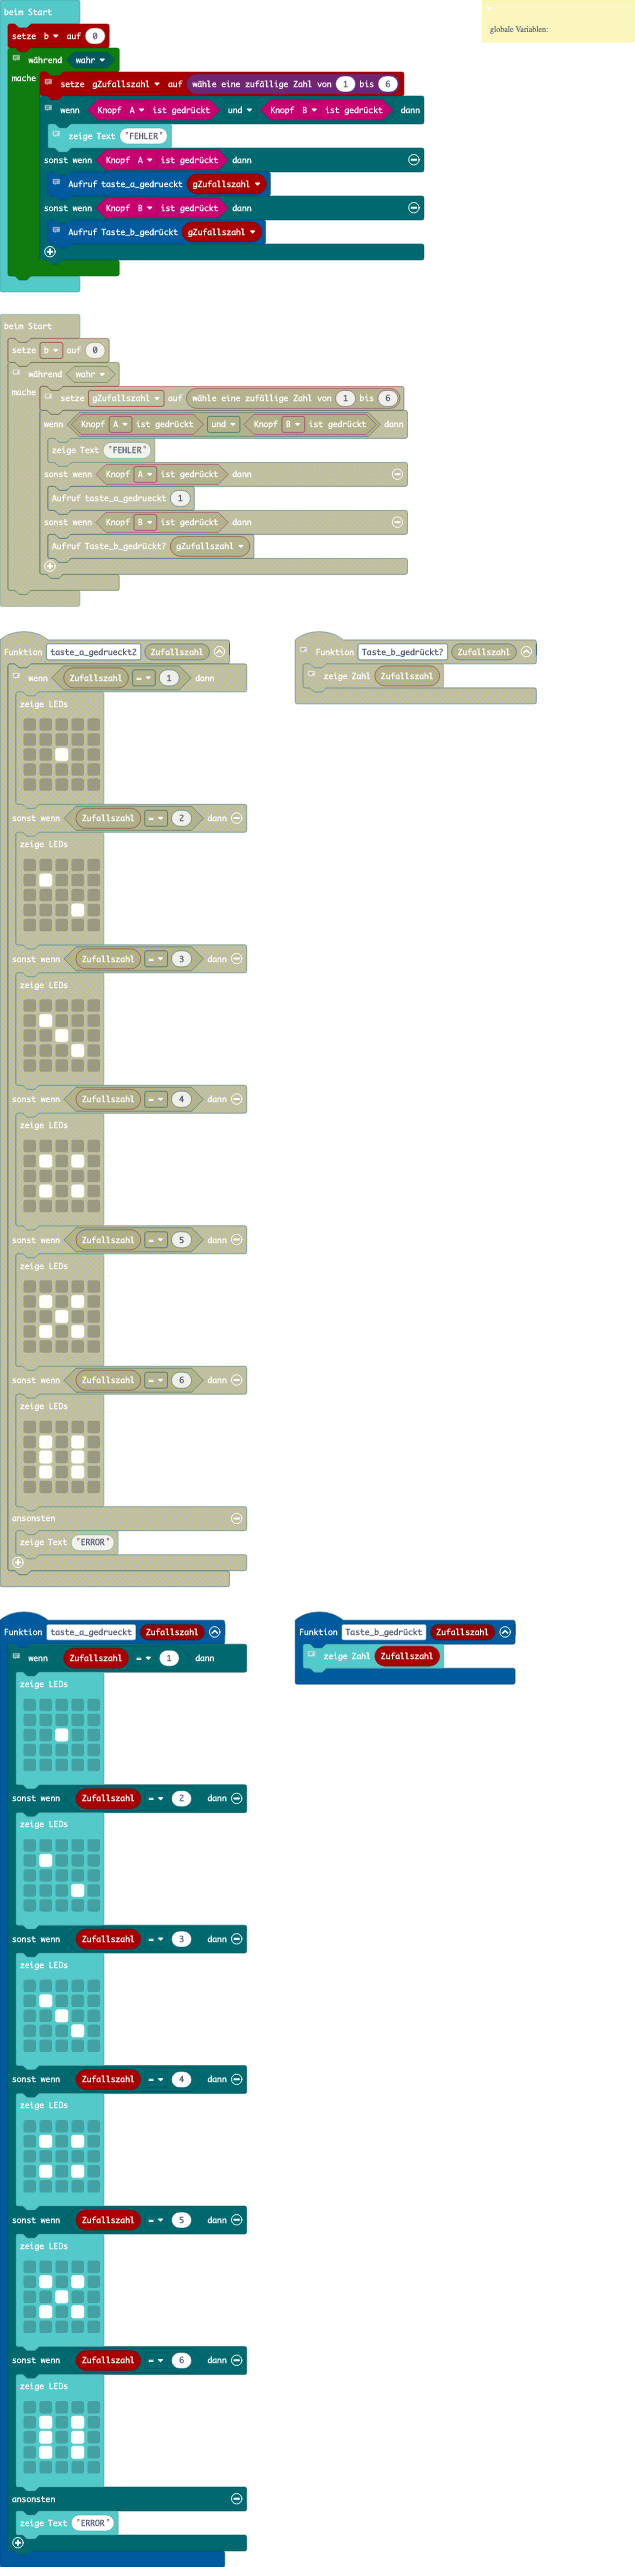 beim Start
globale Variablen:
setze b auf 0
während wahr
mache
setze gZufallszahl auf wähle eine zufällige Zahl von 1 bis 6
wenn Knopf A ist gedrückt und Knopf B ist gedrückt dann
zeige Text "FEHLER"
sonst wenn Knopf A ist gedrückt dann
Aufruf taste_a_gedrueckt gZufallszahl
sonst wenn Knopf B ist gedrückt dann
Aufruf Taste_b_gedrückt gZufallszahl
beim Start
setze b auf 0
während wahr
mache
setze gZufallszahl auf wähle eine zufällige Zahl von 1 bis 6
wenn Knopf A ist gedrückt und Knopf B ist gedrückt dann
zeige Text "FEHLER"
sonst wenn Knopf A ist gedrückt dann
Aufruf taste_a_gedrueckt 1
sonst wenn Knopf B ist gedrückt dann
Aufruf Taste_b_gedrückt? gZufallszahl
Funktion taste_a_gedrueckt2 Zufallszahl
wenn Zufallszahl = 1 dann
zeige LEDs
sonst wenn Zufallszahl = 2 dann
zeige LEDs
sonst wenn Zufallszahl = 3 dann
zeige LEDs
sonst wenn Zufallszahl = 4 dann
zeige LEDs
sonst wenn Zufallszahl = 5 dann
zeige LEDs
sonst wenn Zufallszahl = 6 dann
zeige LEDs
ansonsten
zeige Text "ERROR"
Funktion Taste_b_gedrückt? Zufallszahl
zeige Zahl Zufallszahl
Funktion taste_a_gedrueckt Zufallszahl
wenn Zufallszahl = 1 dann
zeige LEDs
sonst wenn Zufallszahl = 2 dann
zeige LEDs
sonst wenn Zufallszahl = 3 dann
zeige LEDs
sonst wenn Zufallszahl = 4 dann
zeige LEDs
sonst wenn Zufallszahl = 5 dann
zeige LEDs
sonst wenn Zufallszahl = 6 dann
zeige LEDs
ansonsten
zeige Text "ERROR"
Funktion Taste_b_gedrückt Zufallszahl
zeige Zahl Zufallszahl